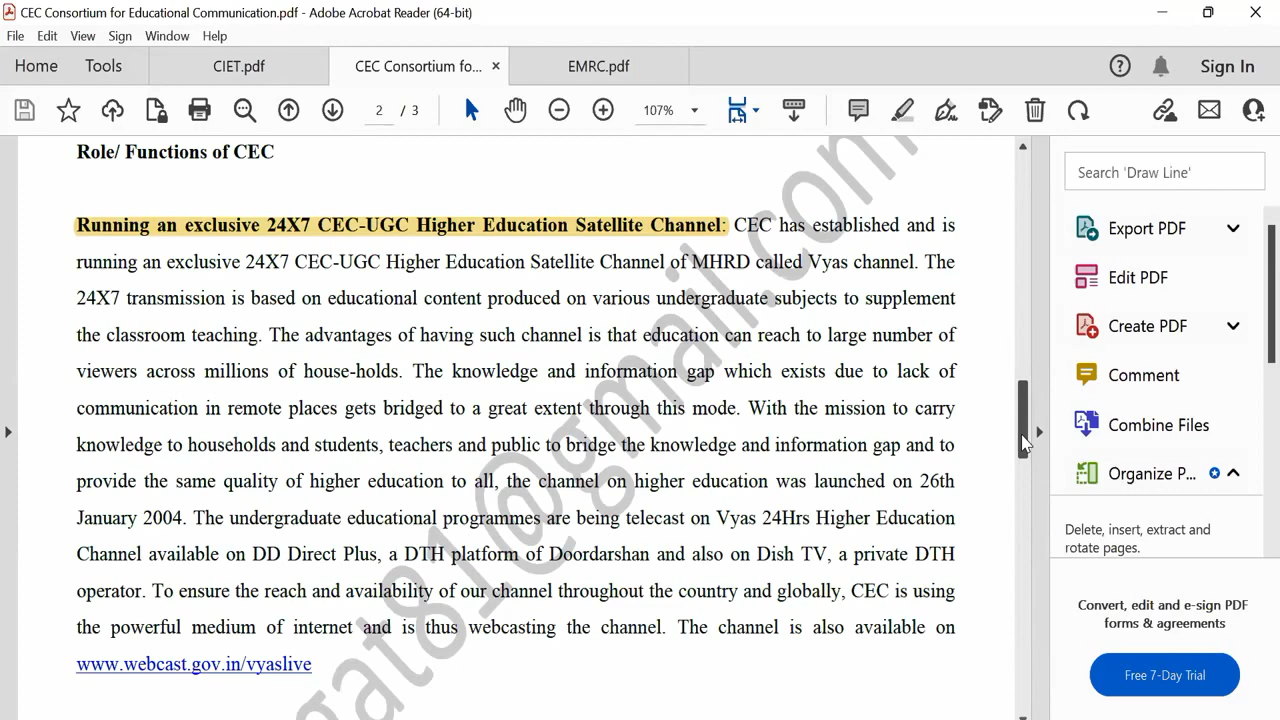 CEC Consortium for Educational Communication.pdf - Adobe Acrobat Reader (64-bit)
File Edit View Sign Window Help
Home Tools CIET.pdf CEC Consortium fo... × EMRC.pdf Sign In
2 / 3 107%
Role/ Functions of CEC
Running an exclusive 24X7 CEC-UGC Higher Education Satellite Channel: CEC has established and is
running an exclusive 24X7 CEC-UGC Higher Education Satellite Channel of MHRD called Vyas channel. The
24X7 transmission is based on educational content produced on various undergraduate subjects to supplement
the classroom teaching. The advantages of having such channel is that education can reach to large number of
viewers across millions of house-holds. The knowledge and information gap which exists due to lack of
communication in remote places gets bridged to a great extent through this mode. With the mission to carry
knowledge to households and students, teachers and public to bridge the knowledge and information gap and to
provide the same quality of higher education to all, the channel on higher education was launched on 26th
January 2004. The undergraduate educational programmes are being telecast on Vyas 24Hrs Higher Education
Channel available on DD Direct Plus, a DTH platform of Doordarshan and also on Dish TV, a private DTH
operator. To ensure the reach and availability of our channel throughout the country and globally, CEC is using
the powerful medium of internet and is thus webcasting the channel. The channel is also available on
www.webcast.gov.in/vyaslive
gat81@gmail.com
Search 'Draw Line'
Export PDF
Edit PDF
Create PDF
Comment
Combine Files
Organize P...
Delete, insert, extract and
rotate pages.
Convert, edit and e-sign PDF
forms & agreements
Free 7-Day Trial